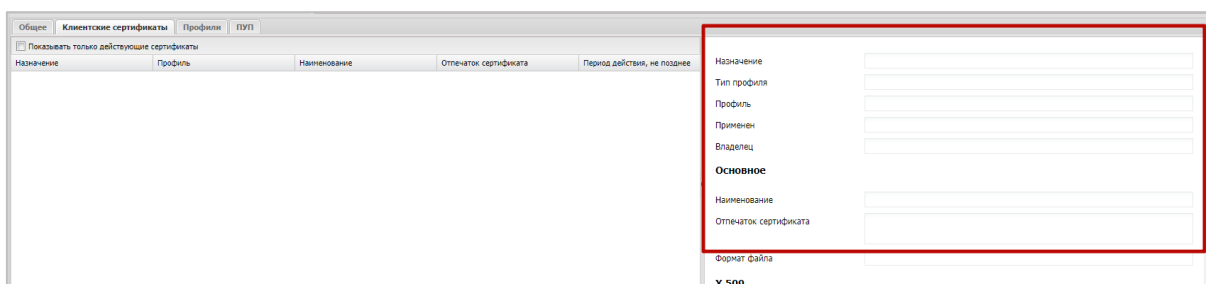 Общее Клиентские сертификаты Профили ПУП
Показывать только действующие сертификаты
Назначение Профиль Наименование Отпечаток сертификата Период действия, не позднее
Назначение
Тип профиля
Профиль
Применен
Владелец
Основное
Наименование
Отпечаток сертификата
Формат файла
X.509